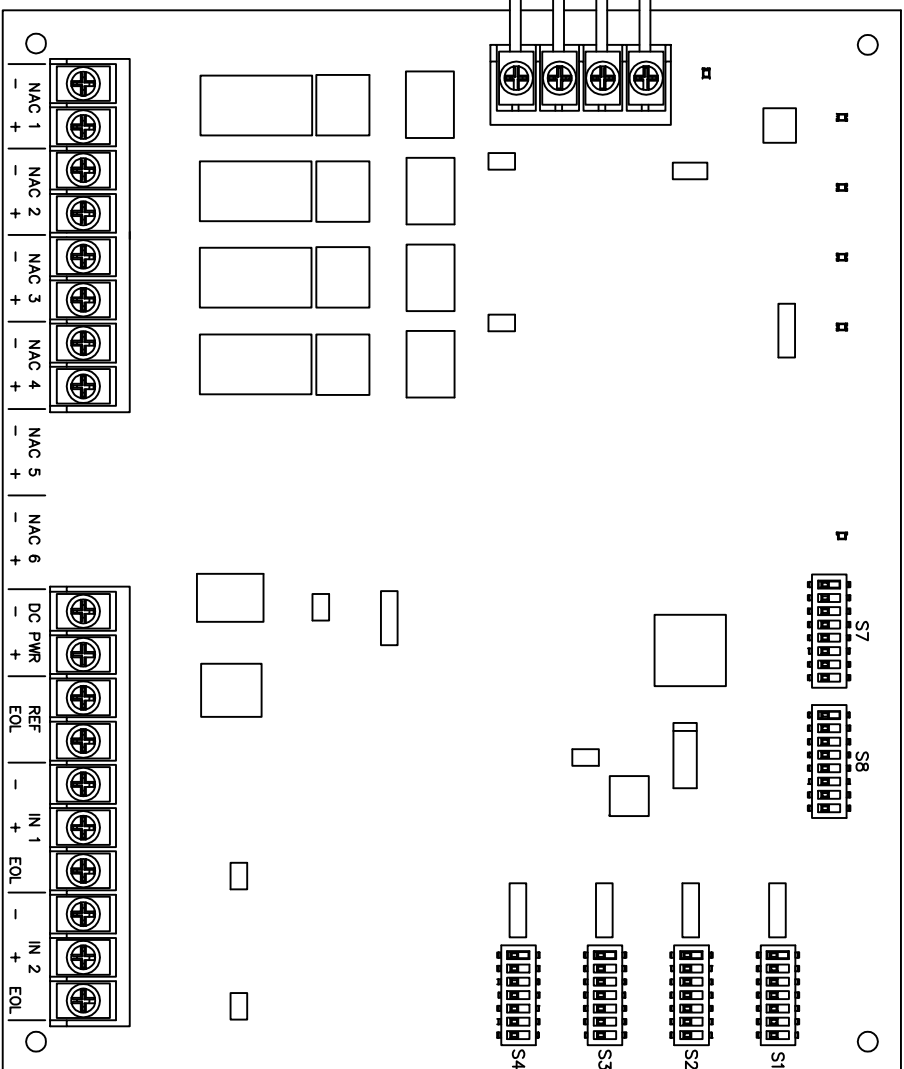 NAC 1
- +
NAC 2
- +
NAC 3
- +
NAC 4
- +
NAC 5
- +
NAC 6
- +
DC PWR
- +
REF
EOL
IN 1
- + EOL
IN 2
- + EOL
S7
S8
S4
S3
S2
S1